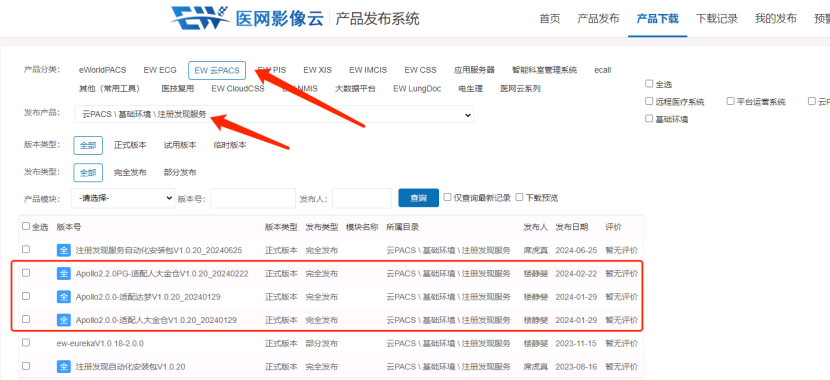 EW 医网影像云 产品发布系统 首页 产品发布 产品下载 下载记录 我的发布
产品分类: eWorldPACS EW ECG EW 云PACS EW PIS EW XIS EW IMCIS EW CSS 应用服务器 智能科室管理系统 ecall
其他（常用工具） 医技复用 EW CloudCSS NMIS 大数据平台 EW LungDoc 电生理 医网云系列
全选
远程医疗系统 平台运营系统
基础环境
发布产品: 云PACS \ 基础环境 \ 注册发现服务
版本类型: 全部 正式版本 试用版本 临时版本
发布类型: 全部 完全发布 部分发布
产品模块: -请选择- 版本号: 发布人: 查询 仅查询最新记录 下载预览
全选 版本号 版本类型 发布类型 模块名称 所属目录 发布人 发布日期 评价
全 注册发现服务自动化安装包V1.0.20_20240625 正式版本 完全发布 云PACS \ 基础环境 \ 注册发现服务 席虎真 2024-06-25 暂无评价
全 Apollo2.2.0PG-适配人大金仓V1.0.20_20240222 正式版本 完全发布 云PACS \ 基础环境 \ 注册发现服务 楼静斐 2024-02-22 暂无评价
全 Apollo2.0.0-适配达梦V1.0.20_20240129 正式版本 完全发布 云PACS \ 基础环境 \ 注册发现服务 楼静斐 2024-01-29 暂无评价
全 Apollo2.0.0-适配人大金仓V1.0.20_20240129 正式版本 完全发布 云PACS \ 基础环境 \ 注册发现服务 楼静斐 2024-01-29 暂无评价
ew-eurekaV1.0.18-2.0.0 正式版本 部分发布 云PACS \ 基础环境 \ 注册发现服务 楼静斐 2023-11-15 暂无评价
全 注册发现自动化安装包V1.0.20 正式版本 完全发布 云PACS \ 基础环境 \ 注册发现服务 席虎真 2023-08-16 暂无评价